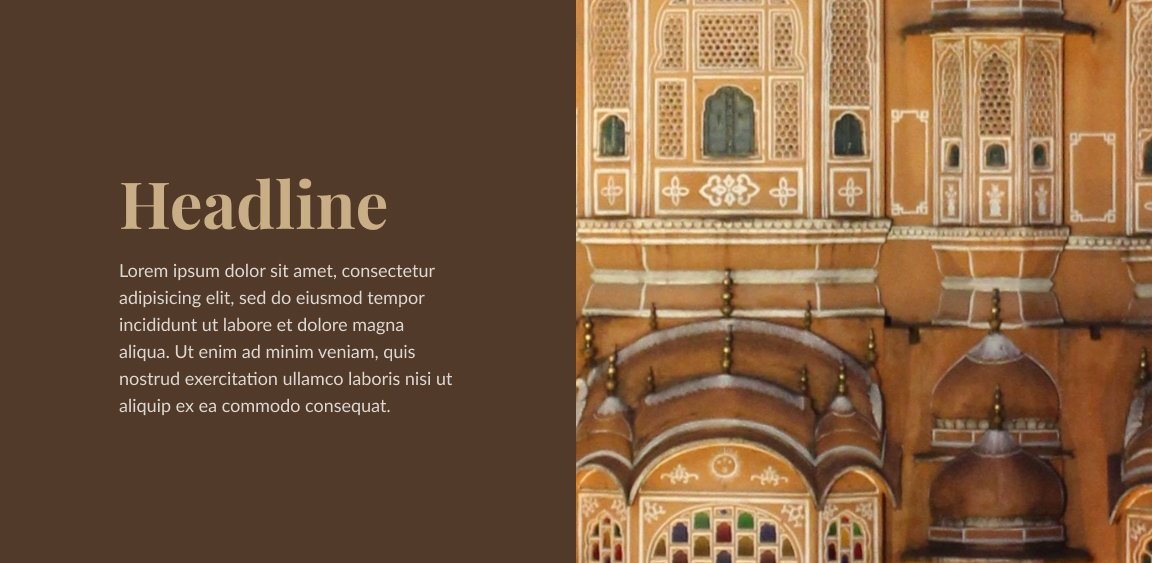 Headline
Lorem ipsum dolor sit amet, consectetur
adipisicing elit, sed do eiusmod tempor
incididunt ut labore et dolore magna
aliqua. Ut enim ad minim veniam, quis
nostrud exercitation ullamco laboris nisi ut
aliquip ex ea commodo consequat.